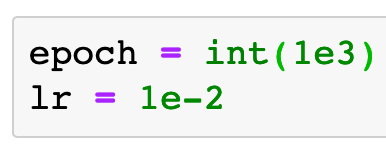 epoch = int(1e3)
lr = 1e-2